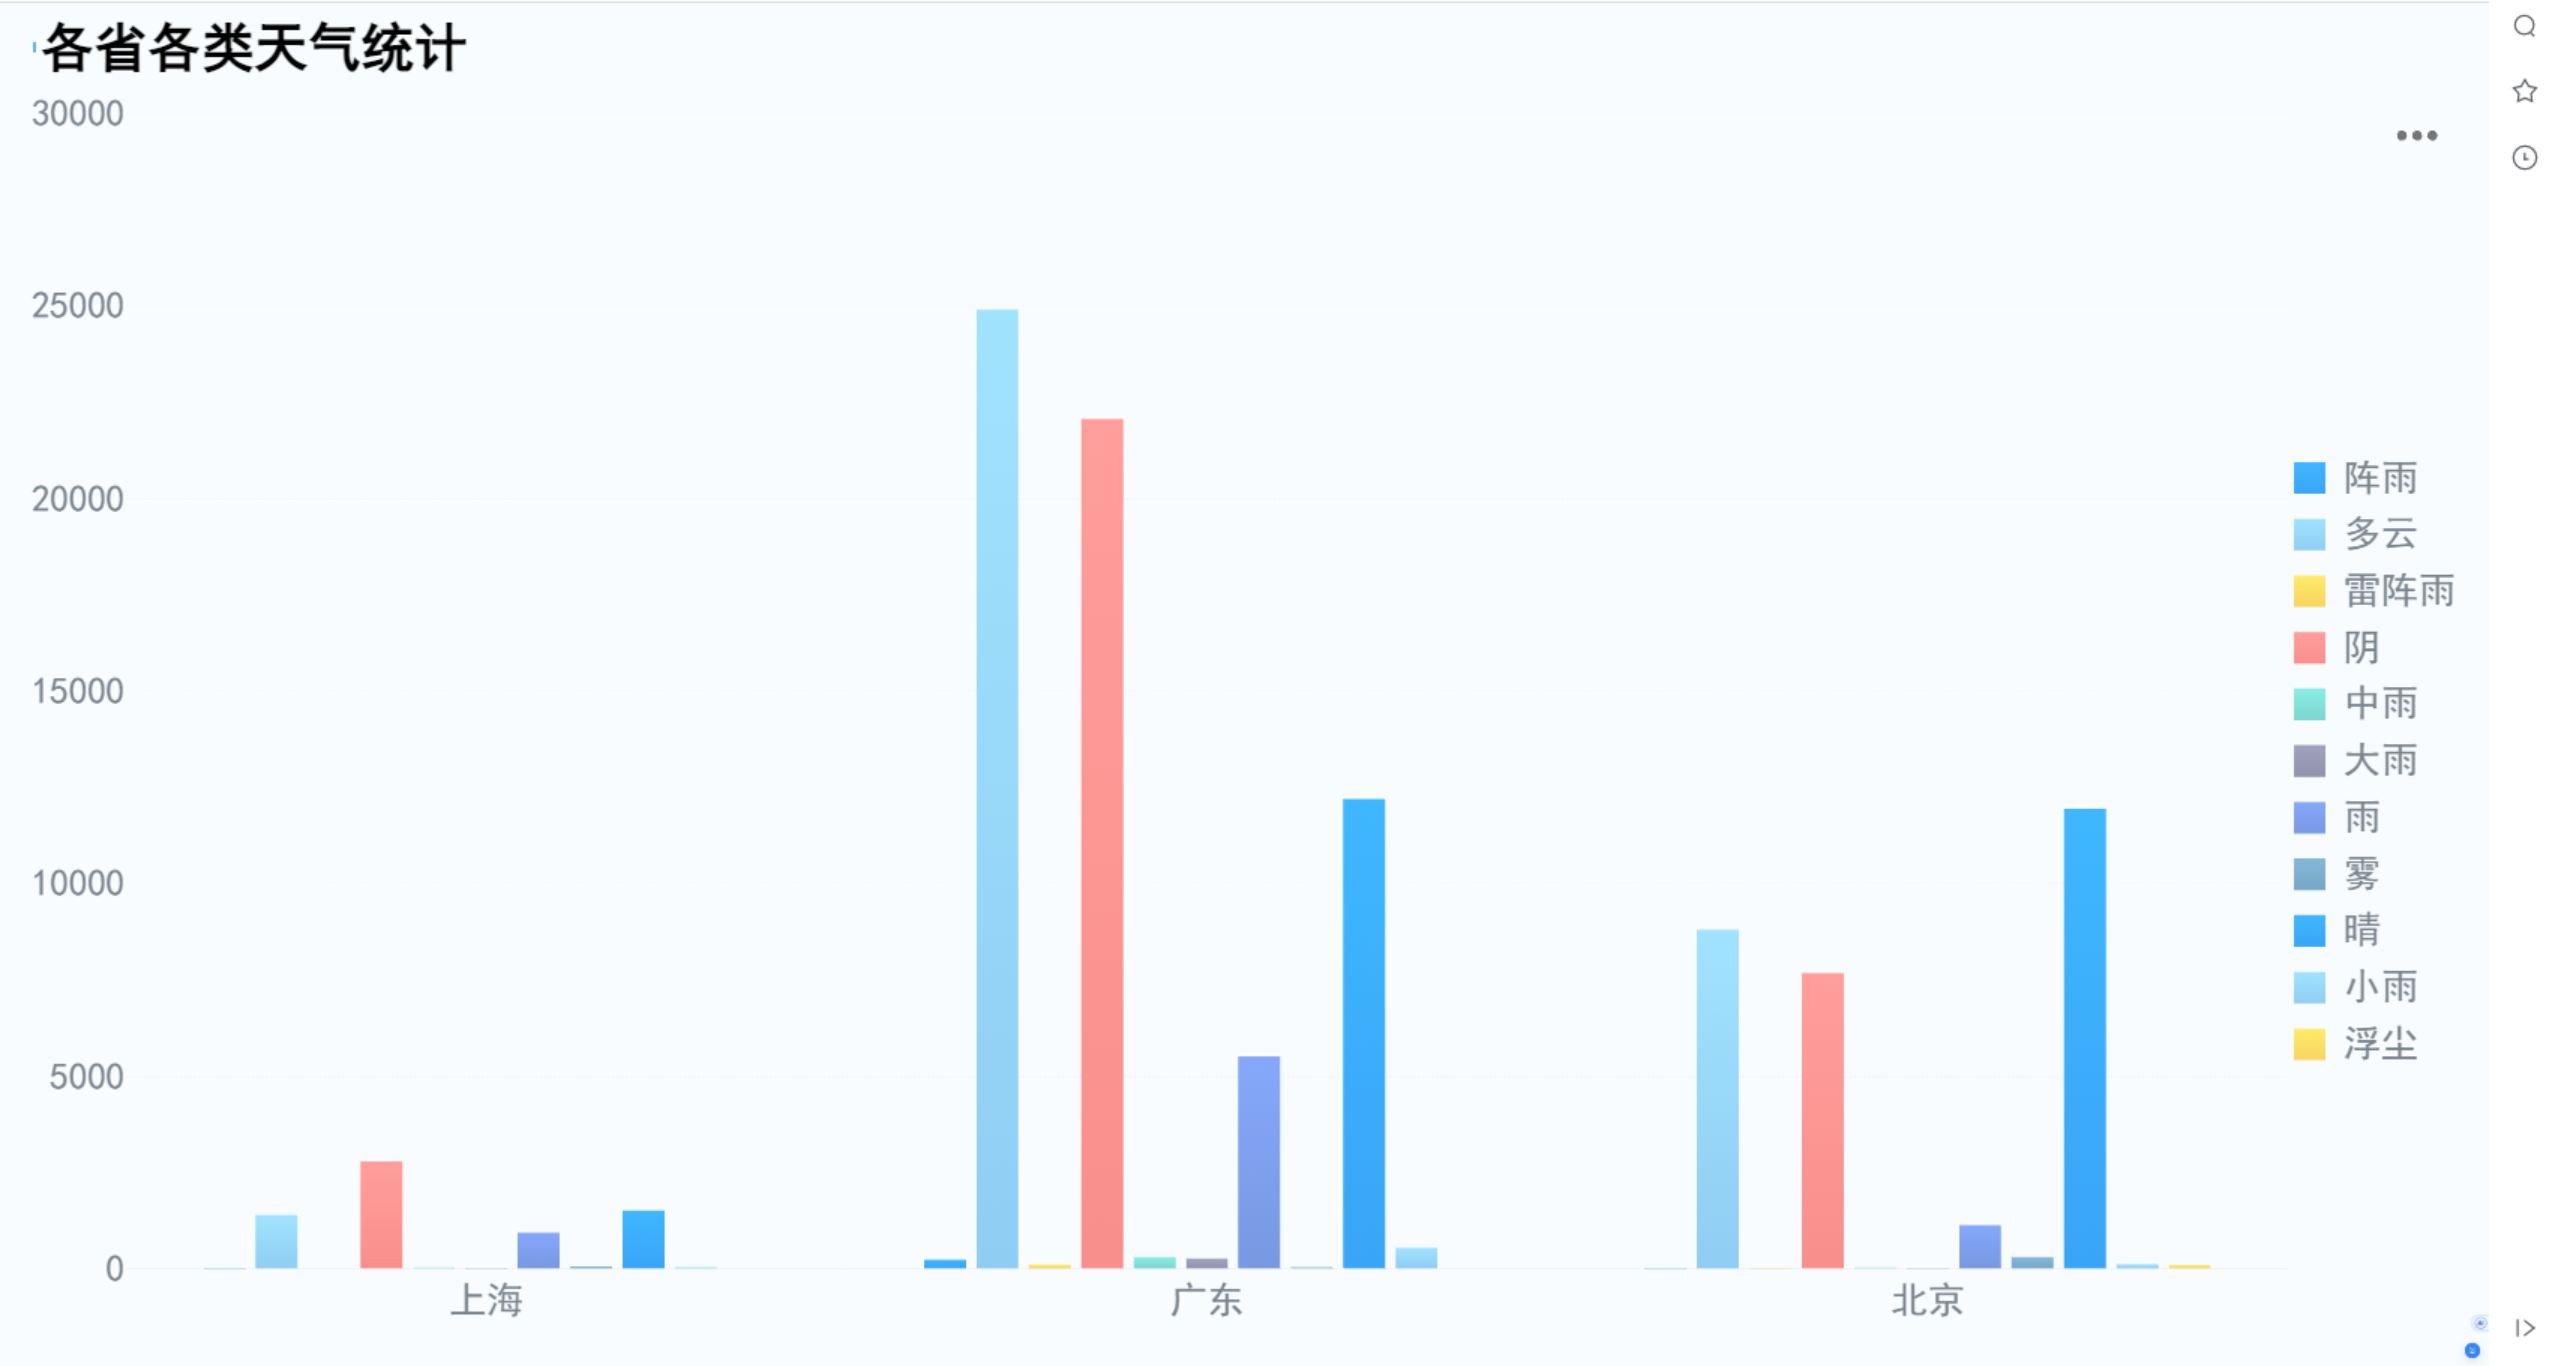 各省各类天气统计
30000
25000
20000
15000
10000
5000
0
上海
广东
北京
阵雨
多云
雷阵雨
阴
中雨
大雨
雨
雾
晴
小雨
浮尘